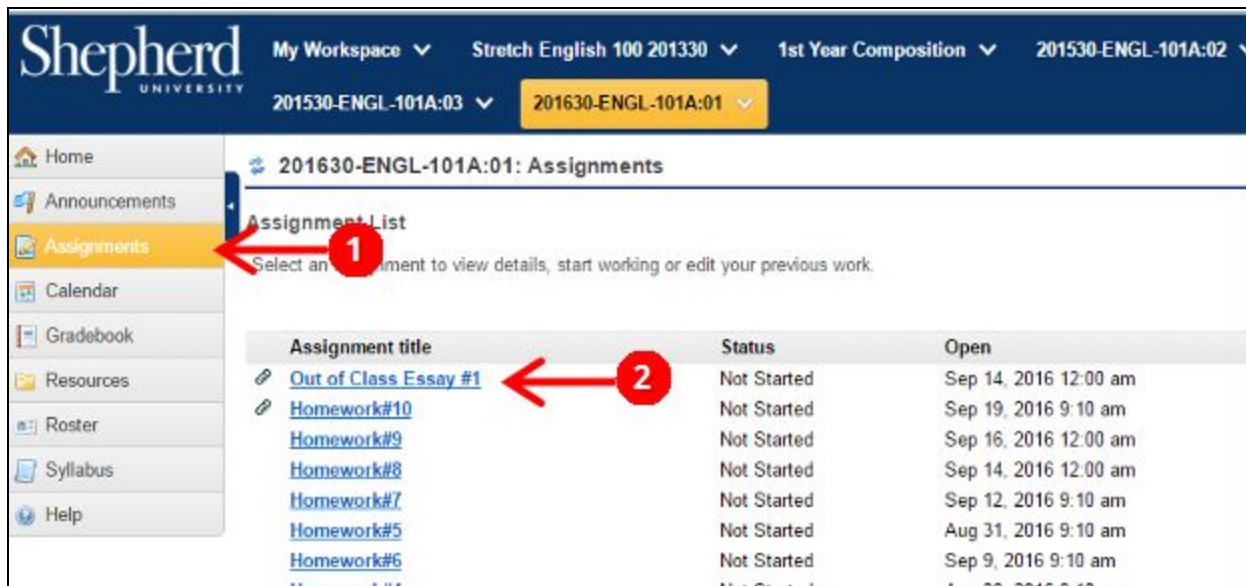 Shepherd
UNIVERSITY
My Workspace Stretch English 100 201330 1st Year Composition 201530-ENGL-101A:02
201530-ENGL-101A:03 201630-ENGL-101A:01
Home
Announcements
Assignments
Calendar
Gradebook
Resources
Roster
Syllabus
Help
201630-ENGL-101A:01: Assignments
Assignment List
1
Select an to view details, start working or edit your previous work.
Assignment title Status Open
Out of Class Essay #1 2 Not Started Sep 14, 2016 12:00 am
Homework#10 Not Started Sep 19, 2016 9:10 am
Homework#9 Not Started Sep 16, 2016 12:00 am
Homework#8 Not Started Sep 14, 2016 12:00 am
Homework#7 Not Started Sep 12, 2016 9:10 am
Homework#5 Not Started Aug 31, 2016 9:10 am
Homework#6 Not Started Sep 9, 2016 9:10 am